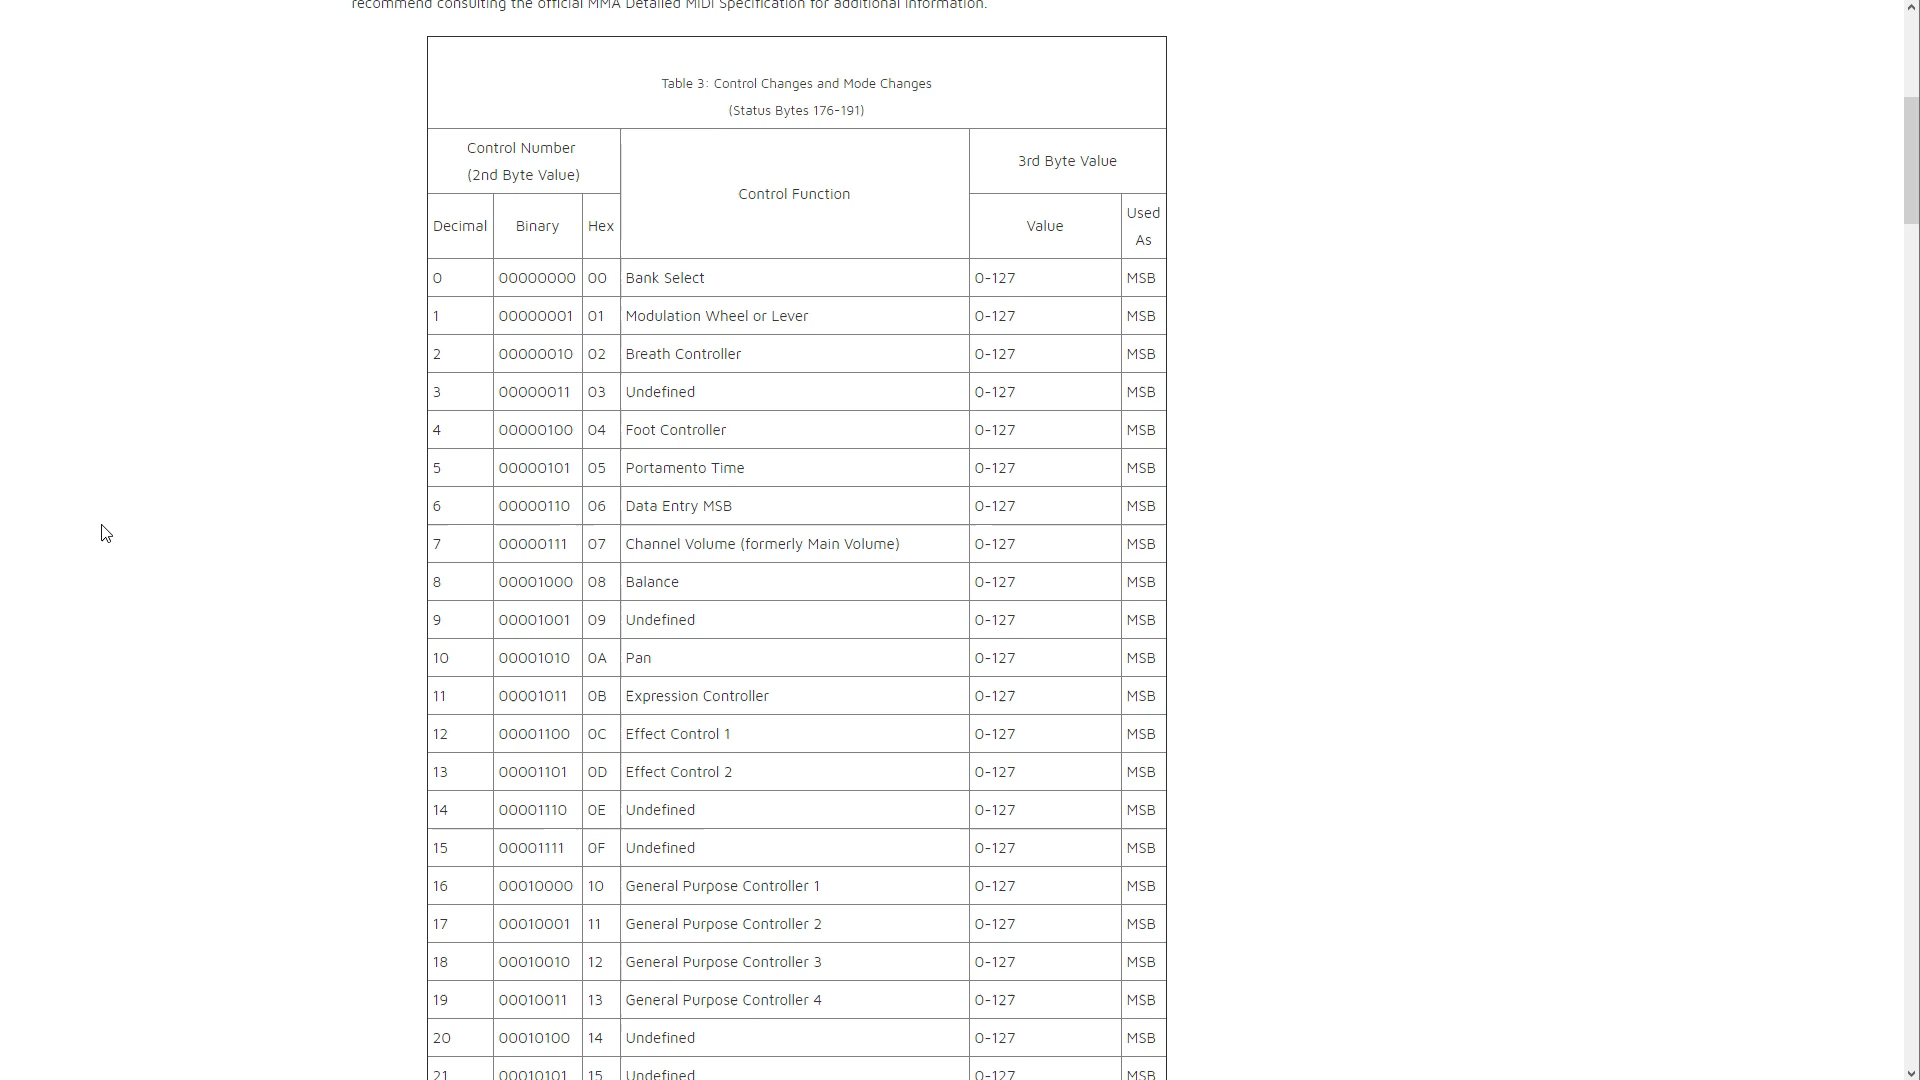 recommend consulting the official MMA Detailed MIDI Specification for additional information.
Table 3: Control Changes and Mode Changes
(Status Bytes 176-191)
Control Number
(2nd Byte Value)
Control Function
3rd Byte Value
Decimal Binary Hex Value Used
As
0 00000000 00 Bank Select 0-127 MSB
1 00000001 01 Modulation Wheel or Lever 0-127 MSB
2 00000010 02 Breath Controller 0-127 MSB
3 00000011 03 Undefined 0-127 MSB
4 00000100 04 Foot Controller 0-127 MSB
5 00000101 05 Portamento Time 0-127 MSB
6 00000110 06 Data Entry MSB 0-127 MSB
7 00000111 07 Channel Volume (formerly Main Volume) 0-127 MSB
8 00001000 08 Balance 0-127 MSB
9 00001001 09 Undefined 0-127 MSB
10 00001010 0A Pan 0-127 MSB
11 00001011 0B Expression Controller 0-127 MSB
12 00001100 0C Effect Control 1 0-127 MSB
13 00001101 0D Effect Control 2 0-127 MSB
14 00001110 0E Undefined 0-127 MSB
15 00001111 0F Undefined 0-127 MSB
16 00010000 10 General Purpose Controller 1 0-127 MSB
17 00010001 11 General Purpose Controller 2 0-127 MSB
18 00010010 12 General Purpose Controller 3 0-127 MSB
19 00010011 13 General Purpose Controller 4 0-127 MSB
20 00010100 14 Undefined 0-127 MSB
21 00010101 15 Undefined 0-127 MSB